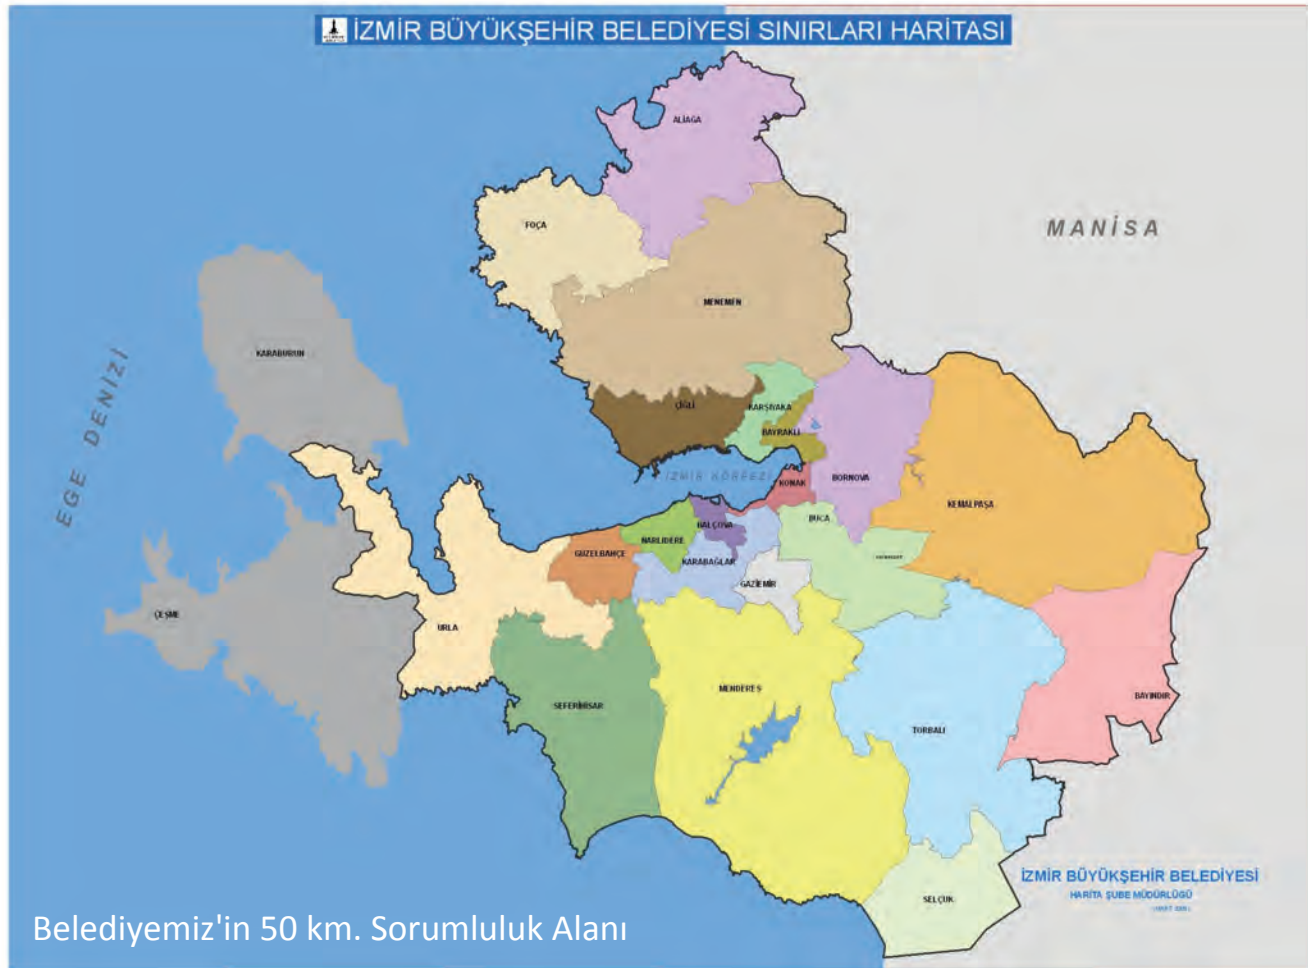 İZMİR BÜYÜKŞEHİR BELEDİYESİ SINIRLARI HARİTASI
ALİAGA
FOÇA
MANİSA
MENEMEN
KARABURUN
EGE DENİZİ
ÇİĞLİ
KARŞIYAKA
BAYRAKLI
İZMİR KÖRFEZİ
KONAK
BORNOVA
KEMALPAŞA
BALÇOVA
BUCA
NARLIDERE
GÜZELBAHÇE
KARABAĞLAR
GAZİEMİR
ÇEŞME
URLA
SEFERİHİSAR
MENDERES
BAYINDIR
TORBALI
SELÇUK
İZMİR BÜYÜKŞEHİR BELEDİYESİ
HARİTA ŞUBE MÜDÜRLÜĞÜ
Belediyemiz'in 50 km. Sorumluluk Alanı